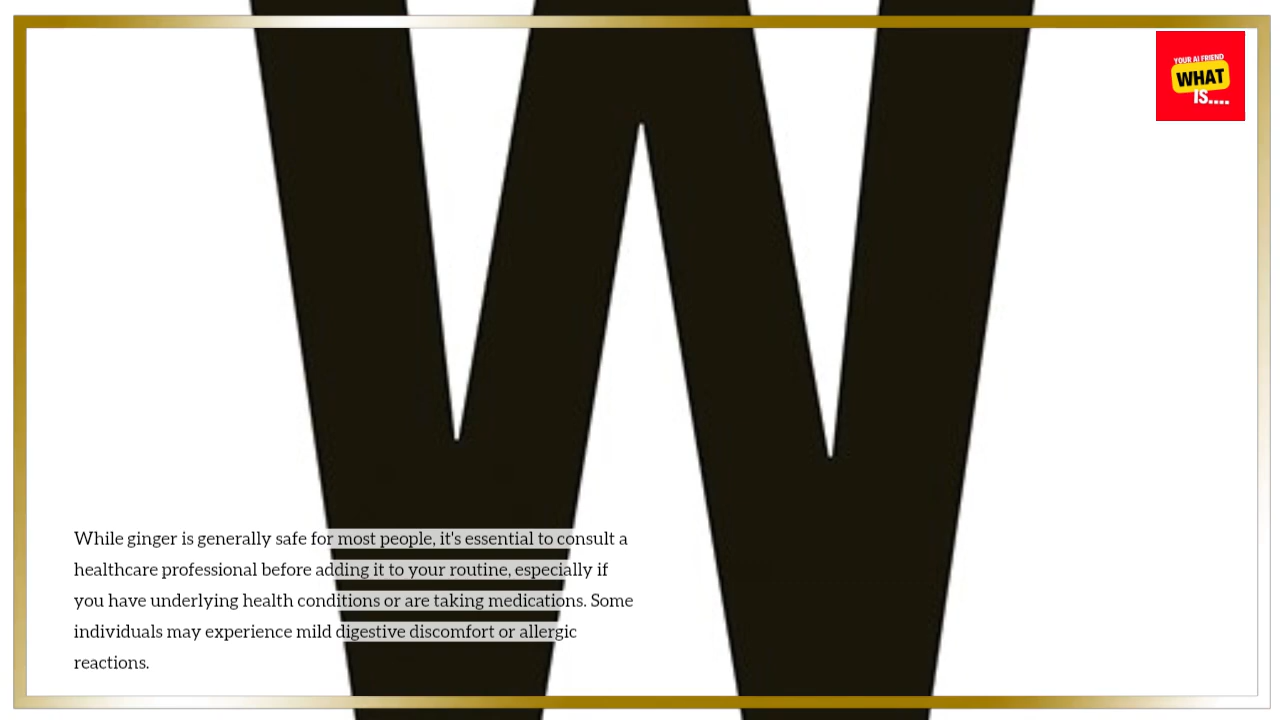 YOUR AI FRIEND
WHAT
IS....
W
While ginger is generally safe for most people, it's essential to consult a
healthcare professional before adding it to your routine, especially if
you have underlying health conditions or are taking medications. Some
individuals may experience mild digestive discomfort or allergic
reactions.